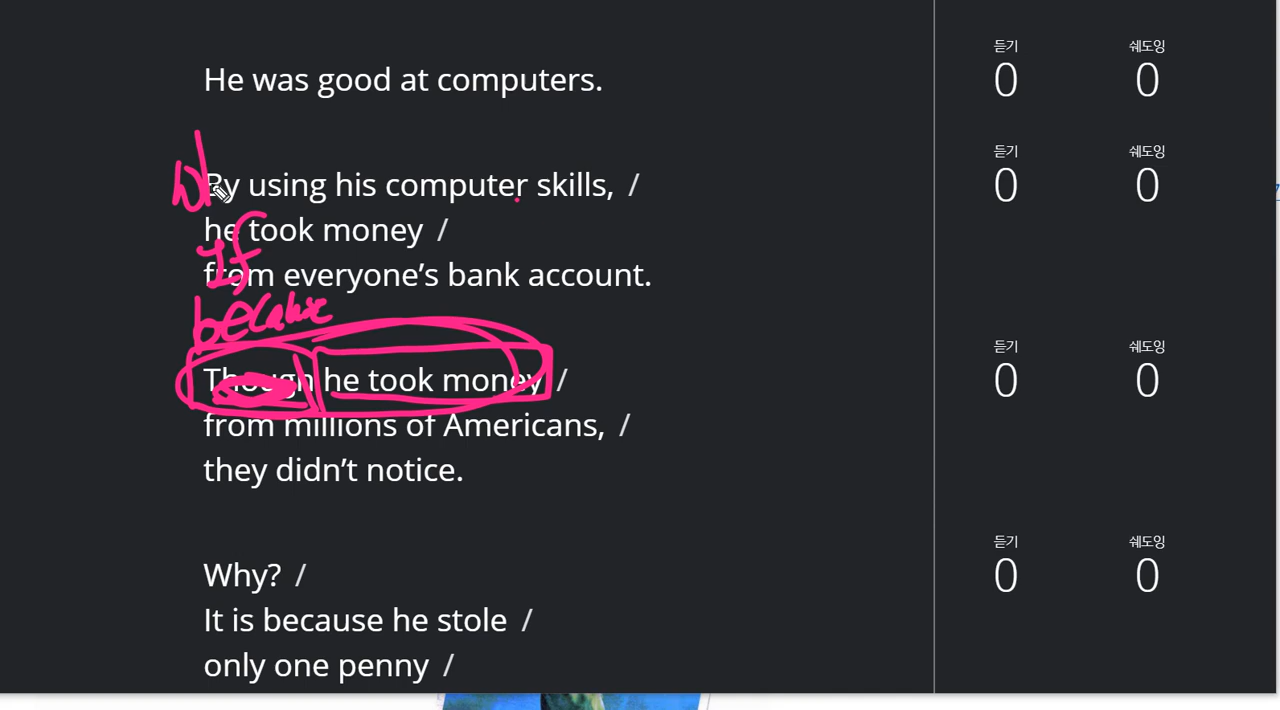 He was good at computers.
듣기 쉐도잉
0 0
By using his computer skills, /
he took money /
from everyone's bank account.
듣기 쉐도잉
0 0
If
because
Though he took money /
from millions of Americans, /
they didn't notice.
듣기 쉐도잉
0 0
Why? /
It is because he stole /
only one penny /
듣기 쉐도잉
0 0